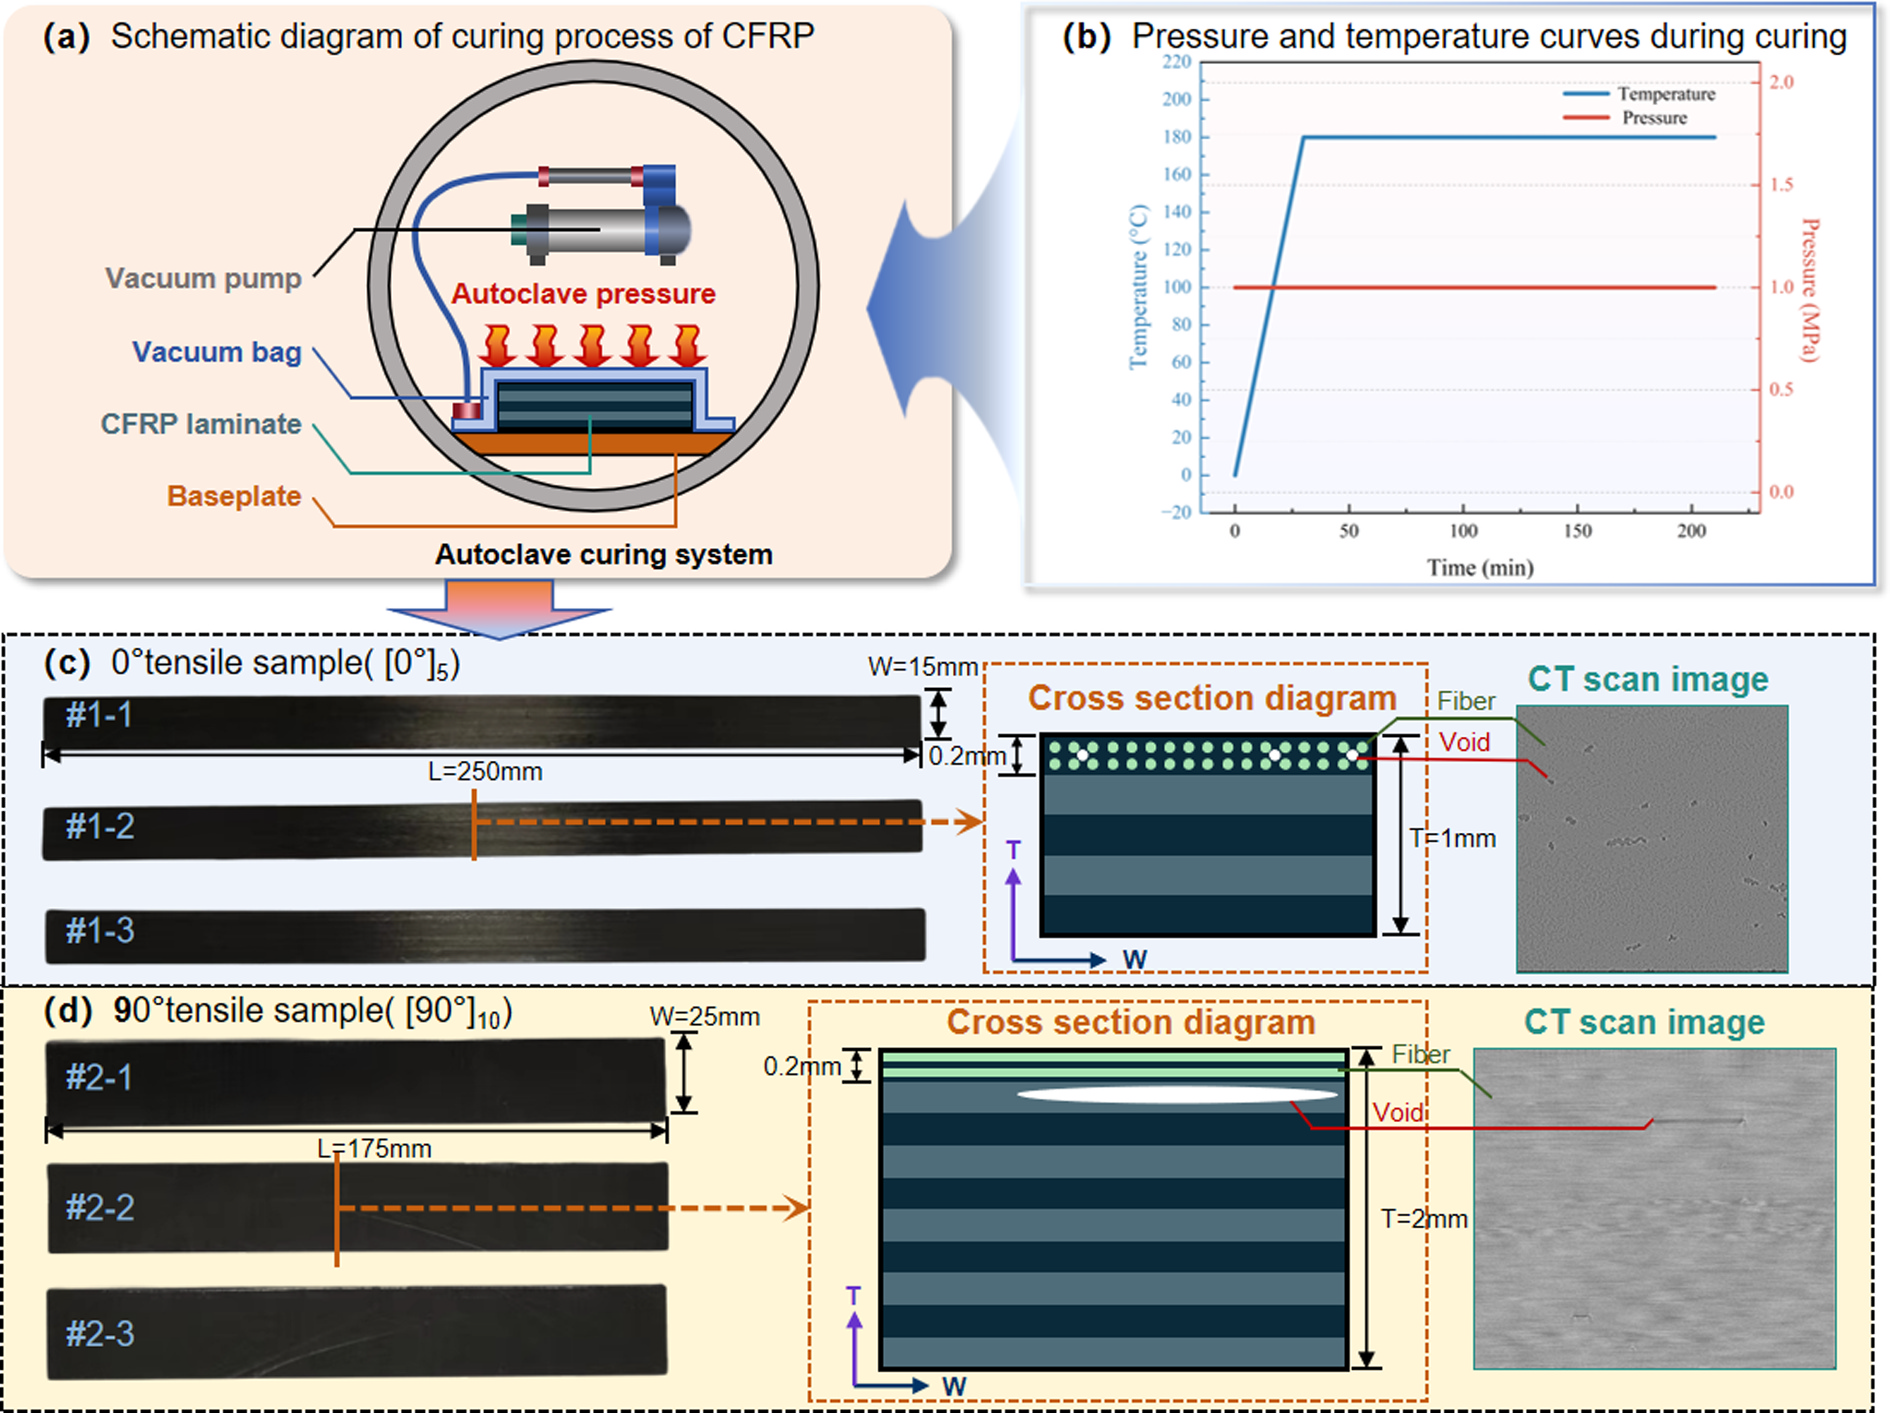 (a) Schematic diagram of curing process of CFRP
Vacuum pump
Autoclave pressure
Vacuum bag
CFRP laminate
Baseplate
Autoclave curing system
(b) Pressure and temperature curves during curing
220
200
180
160
140
120
100
80
60
40
20
0
−20
Temperature (°C)
Temperature
Pressure
2.0
1.5
1.0
0.5
0.0
Pressure (MPa)
0
50
100
150
200
Time (min)
(c) 0°tensile sample( [0°]5)
W=15mm
#1-1
L=250mm
#1-2
#1-3
Cross section diagram
0.2mm
T=1mm
T
W
Fiber
Void
CT scan image
(d) 90°tensile sample( [90°]10)
W=25mm
#2-1
L=175mm
#2-2
#2-3
Cross section diagram
0.2mm
T=2mm
T
W
Fiber
Void
CT scan image